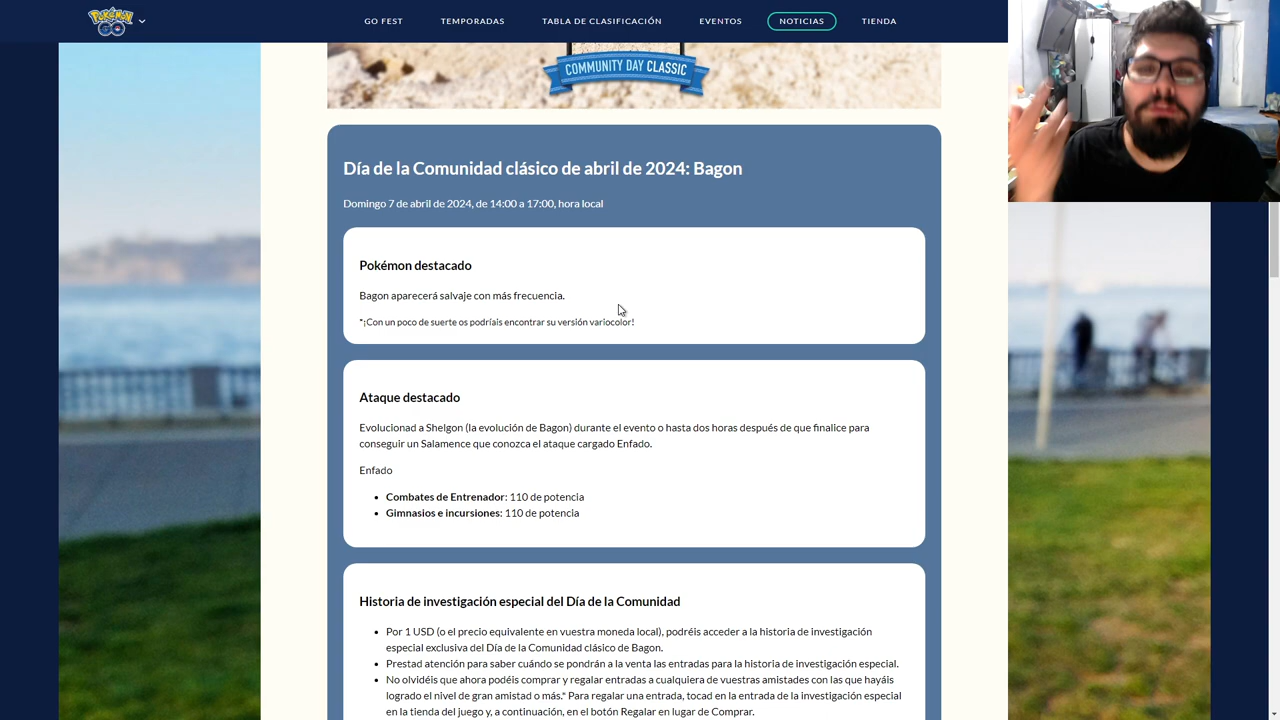 Pokémon GO
GO FEST TEMPORADAS TABLA DE CLASIFICACIÓN EVENTOS NOTICIAS TIENDA
COMMUNITY DAY CLASSIC
Día de la Comunidad clásico de abril de 2024: Bagon
Domingo 7 de abril de 2024, de 14:00 a 17:00, hora local
Pokémon destacado
Bagon aparecerá salvaje con más frecuencia.
*¡Con un poco de suerte os podríais encontrar su versión variocolor!
Ataque destacado
Evolucionad a Shelgon (la evolución de Bagon) durante el evento o hasta dos horas después de que finalice para
conseguir un Salamence que conozca el ataque cargado Enfado.
Enfado
• Combates de Entrenador: 110 de potencia
• Gimnasios e incursiones: 110 de potencia
Historia de investigación especial del Día de la Comunidad
• Por 1 USD (o el precio equivalente en vuestra moneda local), podréis acceder a la historia de investigación
especial exclusiva del Día de la Comunidad clásico de Bagon.
• Prestad atención para saber cuándo se pondrán a la venta las entradas para la historia de investigación especial.
• No olvidéis que ahora podéis comprar y regalar entradas a cualquiera de vuestras amistades con las que hayáis
logrado el nivel de gran amistad o más.* Para regalar una entrada, tocad en la entrada de la investigación especial
en la tienda del juego y, a continuación, en el botón Regalar en lugar de Comprar.